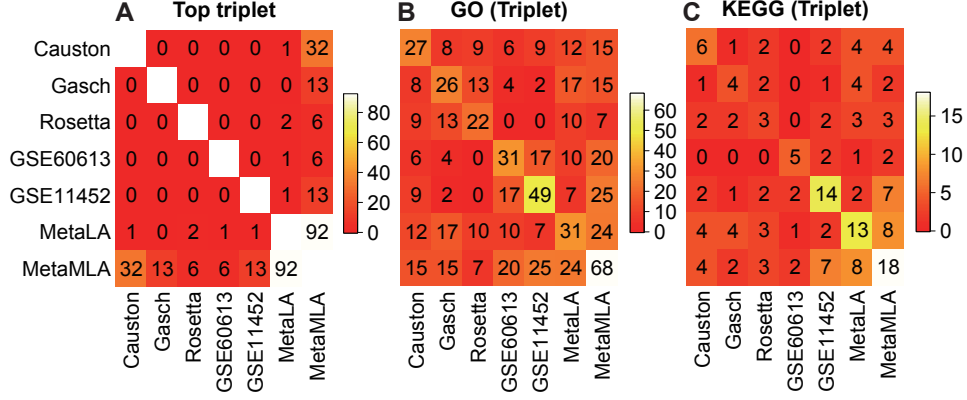 A Top triplet B GO (Triplet) C KEGG (Triplet)
Causton 0 0 0 0 1 32 27 8 9 6 9 12 15 6 1 2 0 2 4 4
Gasch 0 0 0 0 0 13 8 26 13 4 2 17 15 1 4 2 0 1 4 2
Rosetta 0 0 0 0 2 6 9 13 22 0 0 10 7 2 2 3 0 2 3 3
GSE60613 0 0 0 0 1 6 6 4 0 31 17 10 20 0 0 0 5 2 1 2
GSE11452 0 0 0 0 1 13 9 2 0 17 49 7 25 2 1 2 2 14 2 7
MetaLA 1 0 2 1 1 92 12 17 10 10 7 31 24 4 4 3 1 2 13 8
MetaMLA 32 13 6 6 13 92 15 15 7 20 25 24 68 4 2 3 2 7 8 18
80
60
40
20
0
60
50
40
30
20
10
0
15
10
5
0
Causton Gasch Rosetta GSE60613 GSE11452 MetaLA MetaMLA
Causton Gasch Rosetta GSE60613 GSE11452 MetaLA MetaMLA
Causton Gasch Rosetta GSE60613 GSE11452 MetaLA MetaMLA